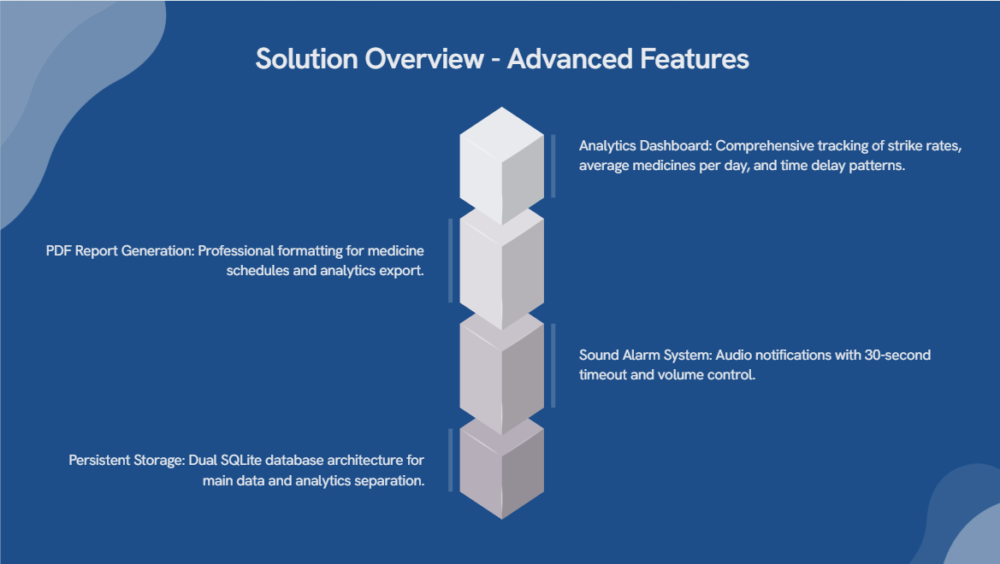 Solution Overview - Advanced Features
Analytics Dashboard: Comprehensive tracking of strike rates,
average medicines per day, and time delay patterns.
PDF Report Generation: Professional formatting for medicine
schedules and analytics export.
Sound Alarm System: Audio notifications with 30-second
timeout and volume control.
Persistent Storage: Dual SQLite database architecture for
main data and analytics separation.